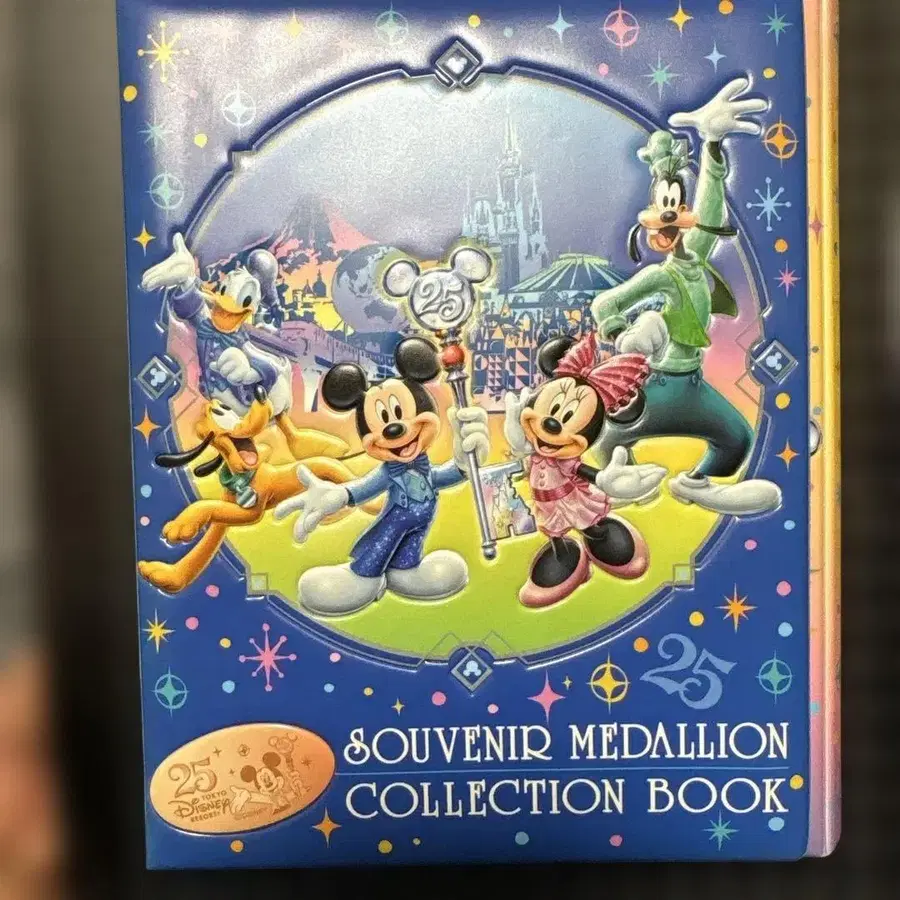 25
25
SOUVENIR MEDALLION
COLLECTION BOOK
25
TOKYO
DISNEY
RESORT